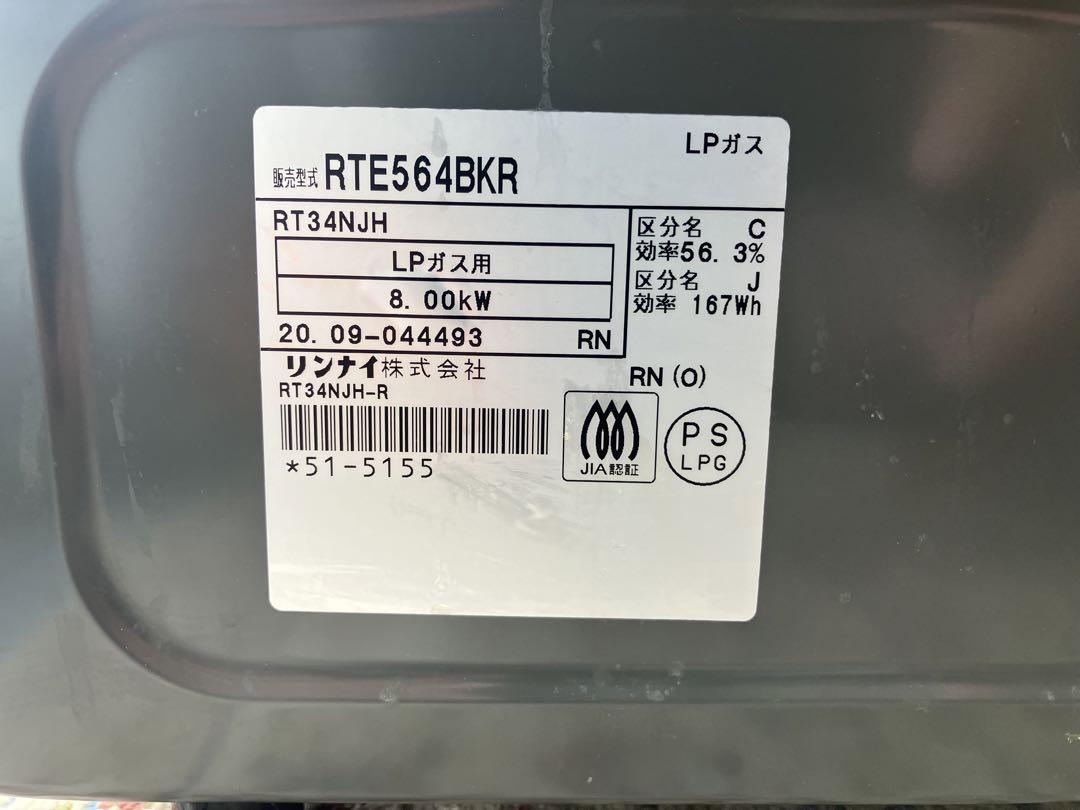 LPガス
販売型式 RTE564BKR
RT34NJH
LPガス用
8.00kW
20.09-044493 RN
区分名 C
効率56.3%
区分名 J
効率 167Wh
リンナイ株式会社
RN(O)
RT34NJH-R
*51-5155
JIA認証
PS
LPG